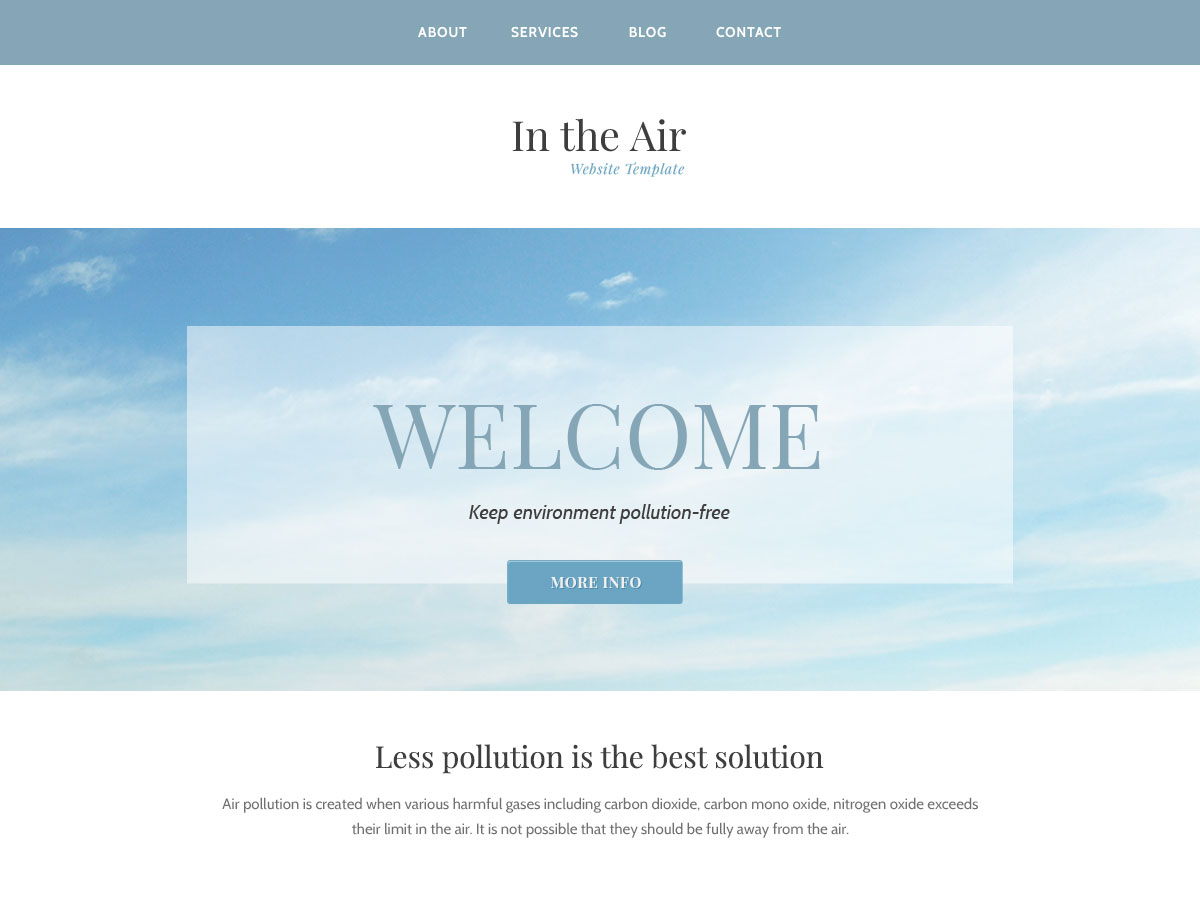 ABOUT SERVICES BLOG CONTACT
In the Air
Website Template
WELCOME
Keep environment pollution-free
MORE INFO
Less pollution is the best solution
Air pollution is created when various harmful gases including carbon dioxide, carbon mono oxide, nitrogen oxide exceeds
their limit in the air. It is not possible that they should be fully away from the air.